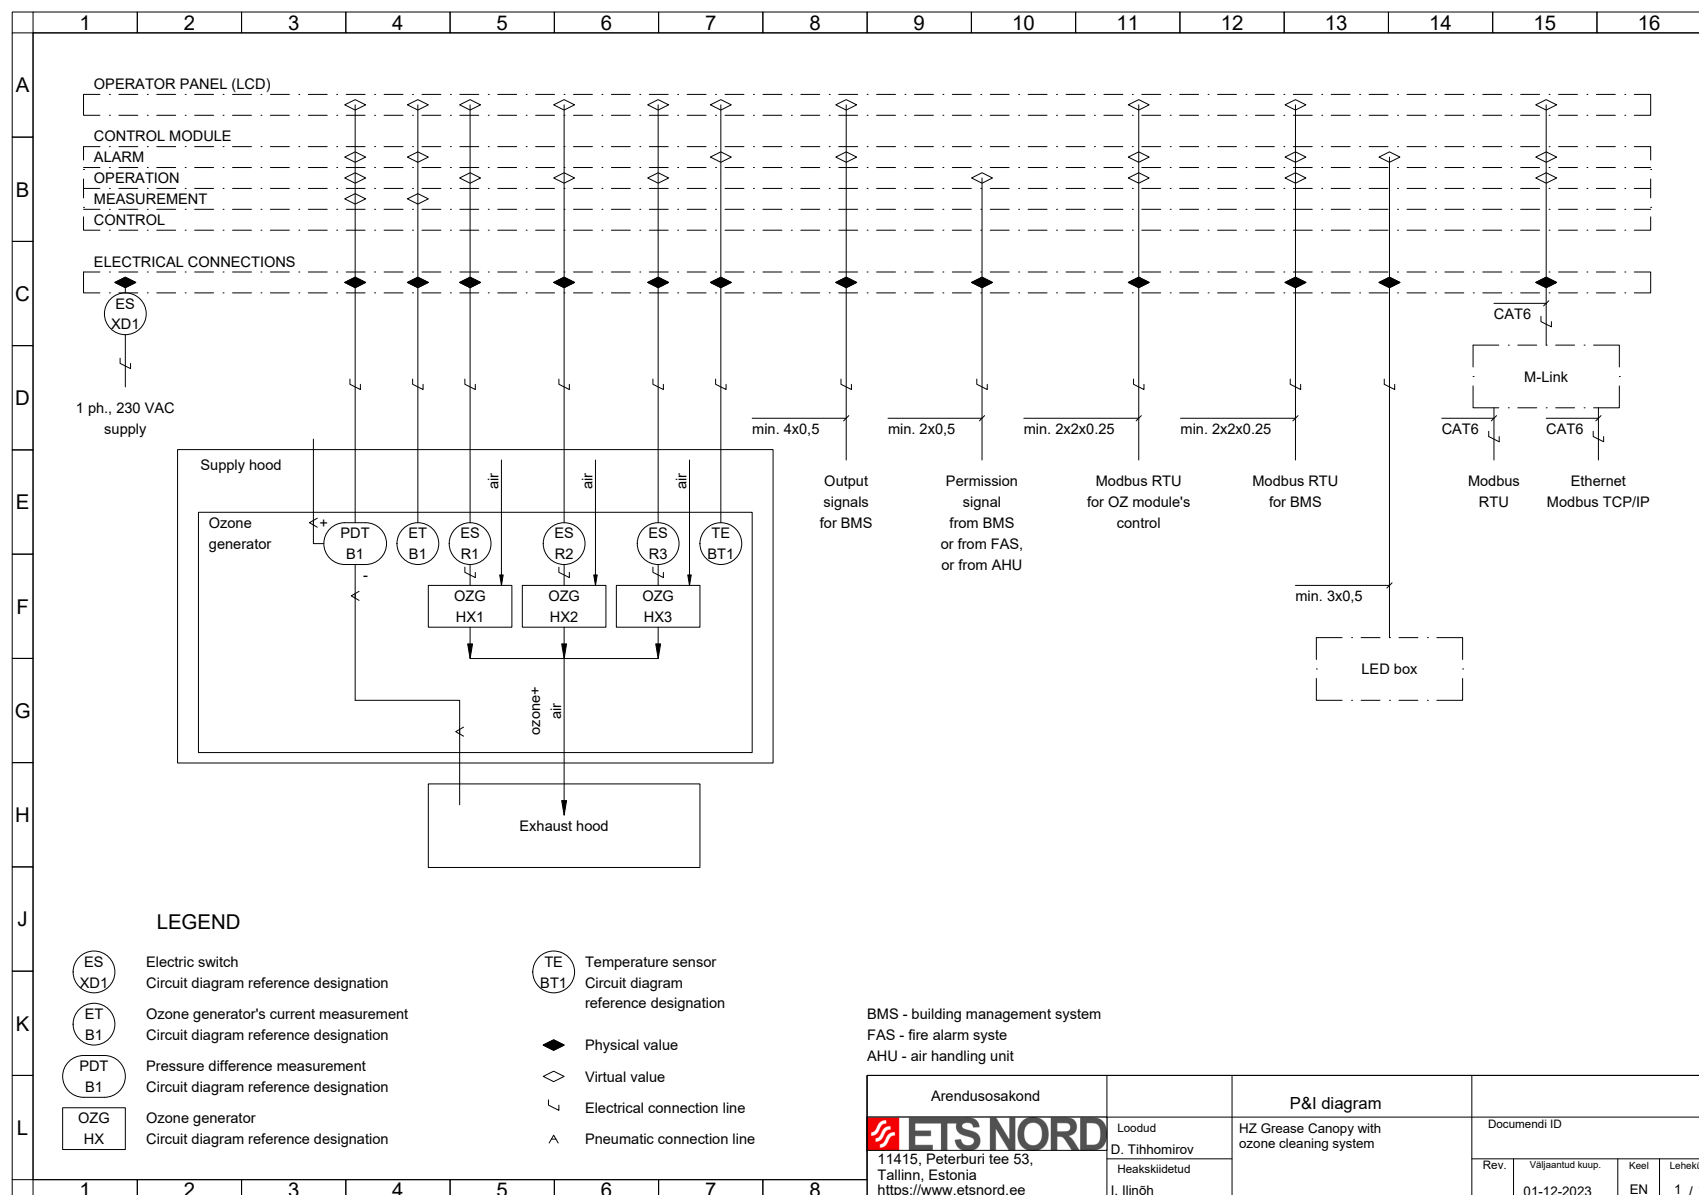 1 2 3 4 5 6 7 8 9 10 11 12 13 14 15 16
A
OPERATOR PANEL (LCD)
CONTROL MODULE
ALARM
B
OPERATION
MEASUREMENT
CONTROL
ELECTRICAL CONNECTIONS
C
ES
XD1
CAT6
M-Link
D
1 ph., 230 VAC
supply
min. 4x0,5
min. 2x0,5
min. 2x2x0.25
min. 2x2x0.25
CAT6
CAT6
E
Supply hood
air
air
air
Output
signals
for BMS
Permission
signal
from BMS
or from FAS,
or from AHU
Modbus RTU
for OZ module's
control
Modbus RTU
for BMS
Modbus
RTU
Ethernet
Modbus TCP/IP
Ozone
generator
+
PDT
B1
-
ET
B1
ES
R1
ES
R2
ES
R3
TE
BT1
F
OZG
HX1
OZG
HX2
OZG
HX3
min. 3x0,5
LED box
G
ozone+
air
H
Exhaust hood
J
LEGEND
ES
XD1
Electric switch
Circuit diagram reference designation
K
ET
B1
Ozone generator's current measurement
Circuit diagram reference designation
PDT
B1
Pressure difference measurement
Circuit diagram reference designation
L
OZG
HX
Ozone generator
Circuit diagram reference designation
TE
BT1
Temperature sensor
Circuit diagram
reference designation
Physical value
Virtual value
Electrical connection line
Pneumatic connection line
BMS - building management system
FAS - fire alarm syste
AHU - air handling unit
Arendusosakond
ETS NORD
11415, Peterburi tee 53,
Tallinn, Estonia
https://www.etsnord.ee
Loodud
D. Tihhomirov
Heakskiidetud
I. Ilinõh
P&I diagram
HZ Grease Canopy with
ozone cleaning system
Documendi ID
Rev.
Väljaantud kuup.
01-12-2023
Keel
EN
Lehekü
1 /
1 2 3 4 5 6 7 8